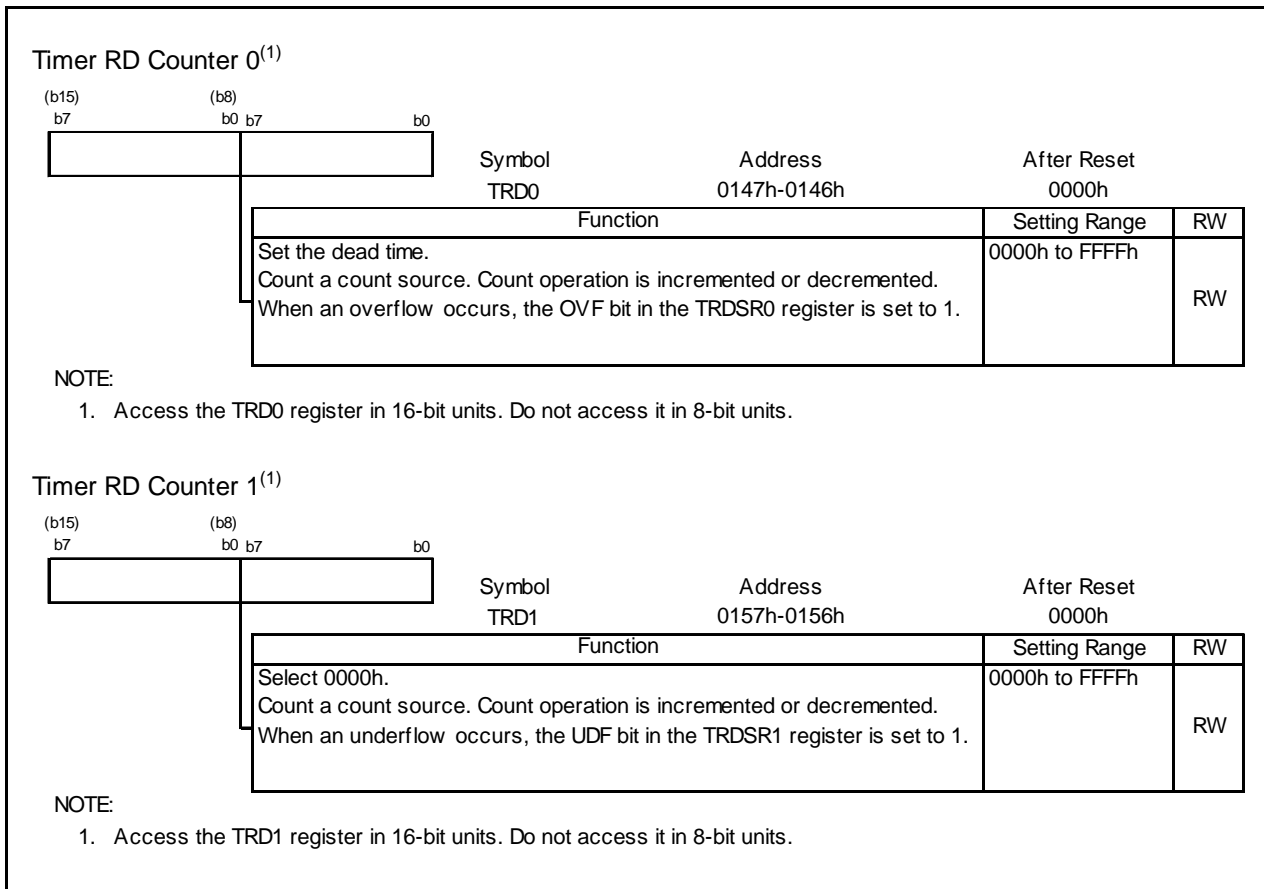 Timer RD Counter 0(1)
(b15) (b8)
b7 b0 b7 b0
Symbol Address After Reset
TRD0 0147h-0146h 0000h
Function Setting Range RW
Set the dead time. 0000h to FFFFh
Count a count source. Count operation is incremented or decremented.
When an overflow occurs, the OVF bit in the TRDSR0 register is set to 1. RW
NOTE:
1. Access the TRD0 register in 16-bit units. Do not access it in 8-bit units.
Timer RD Counter 1(1)
(b15) (b8)
b7 b0 b7 b0
Symbol Address After Reset
TRD1 0157h-0156h 0000h
Function Setting Range RW
Select 0000h. 0000h to FFFFh
Count a count source. Count operation is incremented or decremented.
When an underflow occurs, the UDF bit in the TRDSR1 register is set to 1. RW
NOTE:
1. Access the TRD1 register in 16-bit units. Do not access it in 8-bit units.